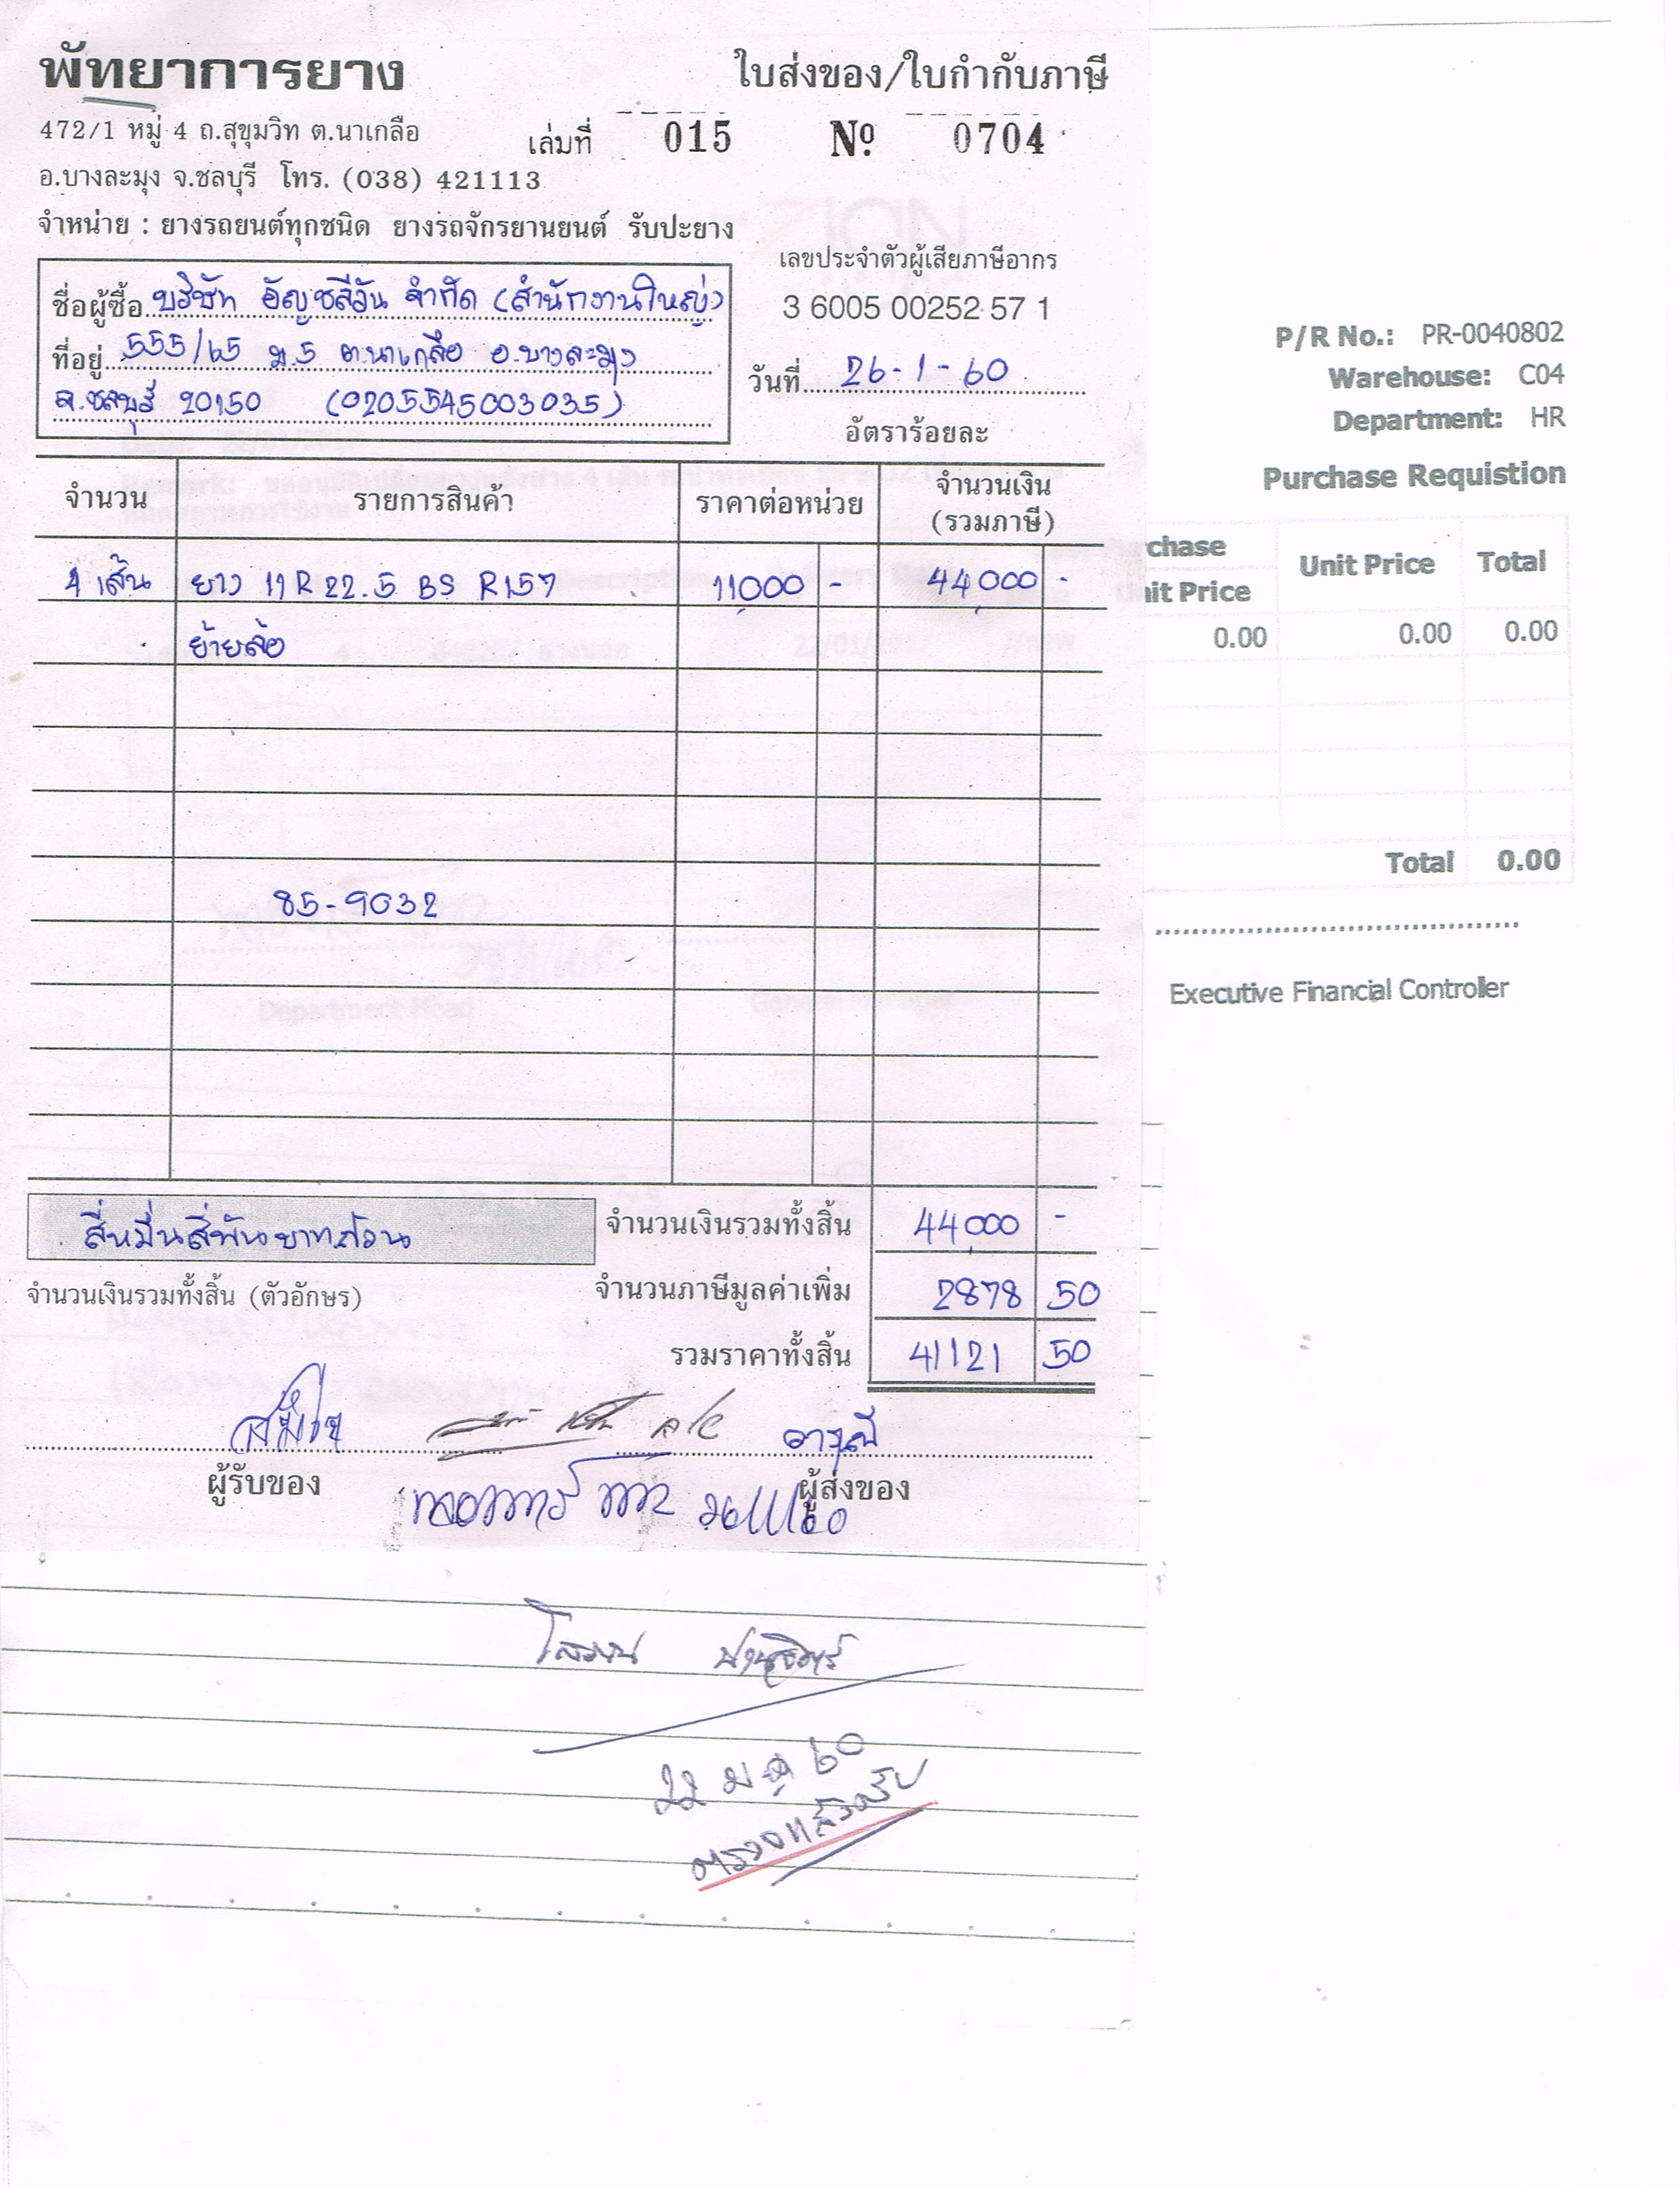 พัทยาการยาง
ใบส่งของ/ใบกำกับภาษี
472/1 หมู่ 4 ถ.สุขุมวิท ต.นาเกลือ
เล่มที่ 015 № 0704
อ.บางละมุง จ.ชลบุรี โทร. (038) 421113
จำหน่าย : ยางรถยนต์ทุกชนิด ยางรถจักรยานยนต์ รับปะยาง
เลขประจำตัวผู้เสียภาษีอากร
3 6005 00252 57 1
ชื่อผู้ซื้อ บริษัท อัญชลีวัน จำกัด (สำนักงานใหญ่)
ที่อยู่ 555/65 ม.5 ต.นาเกลือ อ.บางละมุง
จ.ชลบุรี 20150 (0205545003035)
วันที่ 26-1-60
อัตราร้อยละ
จำนวน รายการสินค้า ราคาต่อหน่วย จำนวนเงิน
(รวมภาษี)
4 เส้น ยาง 11R22.5 BS R157 11,000 - 44,000 -
ย้ายล้อ
85-9032
สี่หมื่นสี่พันบาทถ้วน จำนวนเงินรวมทั้งสิ้น 44,000 -
จำนวนเงินรวมทั้งสิ้น (ตัวอักษร) จำนวนภาษีมูลค่าเพิ่ม 2878 50
รวมราคาทั้งสิ้น 41121 50
ผู้รับของ ผู้ส่งของ
26/1/60
22 มค 60
ตรวจแล้วครับ
P/R No.: PR-0040802
Warehouse: C04
Department: HR
Purchase Requistion
chase
Unit Price Total
nit Price
0.00 0.00 0.00
Total 0.00
Executive Financial Controller